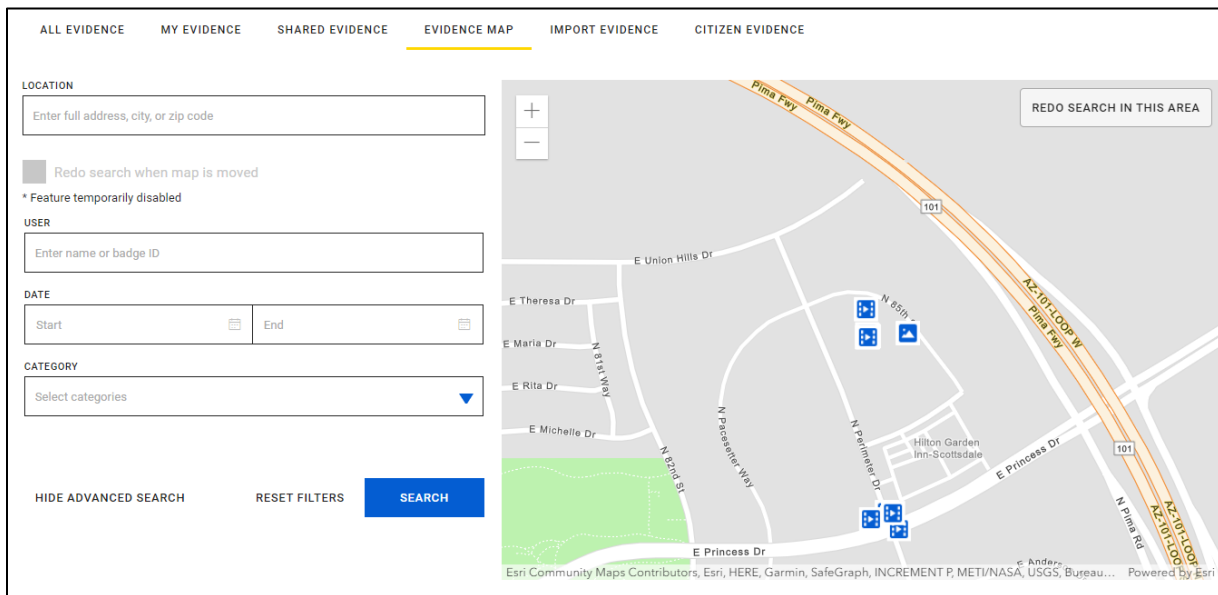 ALL EVIDENCE
MY EVIDENCE
SHARED EVIDENCE
EVIDENCE MAP
IMPORT EVIDENCE
CITIZEN EVIDENCE
LOCATION
Enter full address, city, or zip code
Redo search when map is moved
* Feature temporarily disabled
USER
Enter name or badge ID
DATE
Start
End
CATEGORY
Select categories
HIDE ADVANCED SEARCH
RESET FILTERS
SEARCH
REDO SEARCH IN THIS AREA
Pima Fwy
Pima Fwy
101
E Union Hills Dr
E Theresa Dr
N 85th
AZ-101-LOOP W
Pima Fwy
E Maria Dr
N 81st Way
E Rita Dr
E Michelle Dr
N Pacesetter Way
N Perimeter Dr
Hilton Garden
Inn-Scottsdale
E Princess Dr
101
N 82nd St
N Pima Rd
AZ-101-LOOP
AZ-101-LOO
E Princess Dr
E Anderso
Esri Community Maps Contributors, Esri, HERE, Garmin, SafeGraph, INCREMENT P, METI/NASA, USGS, Bureau... Powered by Esri